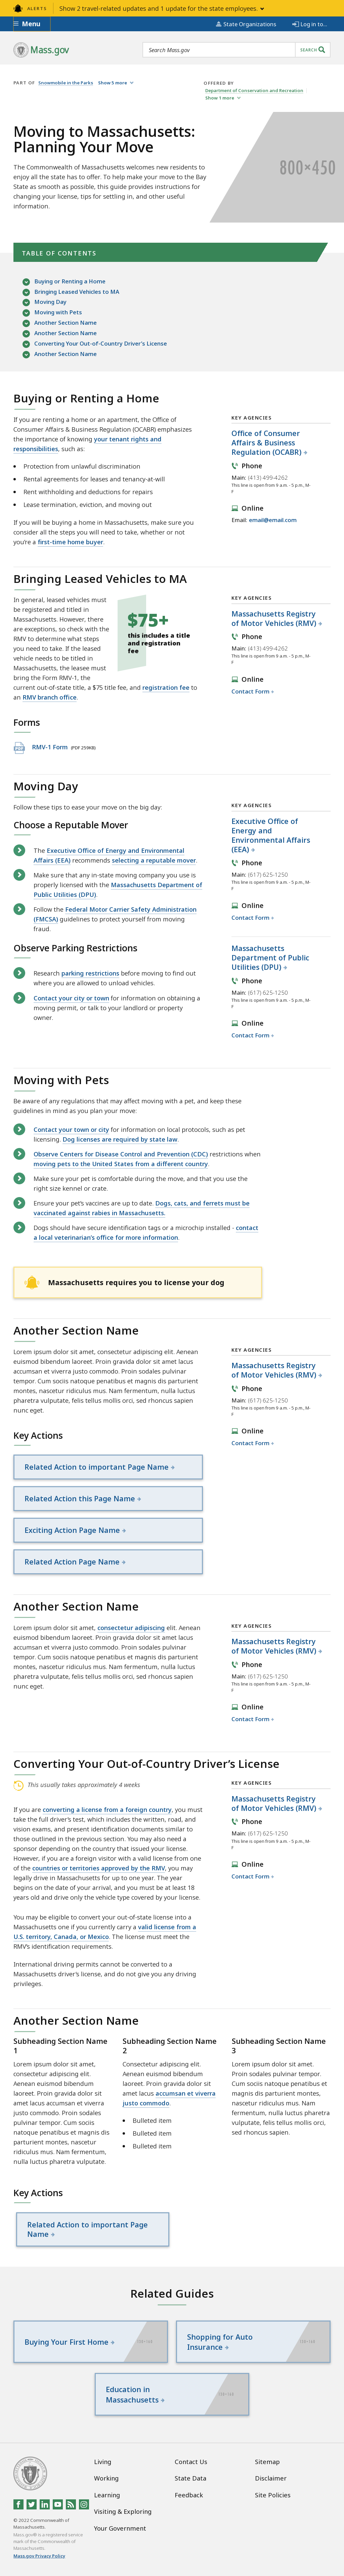 ALERTS
Show 2 travel-related updates and 1 update for the state employees.
Menu
State Organizations
Log in to...
Mass.gov
Search Mass.gov
SEARCH
PART OF Snowmobile in the Parks Show 5 more
OFFERED BY
Department of Conservation and Recreation
Show 1 more
Moving to Massachusetts:
Planning Your Move
The Commonwealth of Massachusetts welcomes new residents to
enjoy all the state has to offer. To help make your move to the Bay
State as smooth as possible, this guide provides instructions for
changing your license, tips for settling in, and other useful
information.
800×450
TABLE OF CONTENTS
Buying or Renting a Home
Bringing Leased Vehicles to MA
Moving Day
Moving with Pets
Another Section Name
Another Section Name
Converting Your Out-of-Country Driver's License
Another Section Name
Buying or Renting a Home
If you are renting a home or an apartment, the Office of
Consumer Affairs & Business Regulation (OCABR) emphasizes
the importance of knowing your tenant rights and
responsibilities, such as:
Protection from unlawful discrimination
Rental agreements for leases and tenancy-at-will
Rent withholding and deductions for repairs
Lease termination, eviction, and moving out
If you will be buying a home in Massachusetts, make sure you
consider all the steps you will need to take, whether or not
you're a first-time home buyer.
KEY AGENCIES
Office of Consumer
Affairs & Business
Regulation (OCABR)
Phone
Main: (413) 499-4262
This line is open from 9 a.m. - 5 p.m., M-
F
Online
Email: email@email.com
Bringing Leased Vehicles to MA
In general, leased vehicles must
be registered and titled in
Massachusetts. However, there
are exceptions, so check with the
RMV to determine what steps
you need to take. If the leased
vehicle needs to be titled in
Massachusetts, the lessee must
bring the Form RMV-1, the
current out-of-state title, a $75 title fee, and registration fee to
an RMV branch office.
$75+
this includes a title
and registration
fee
Forms
RMV-1 Form (PDF 259KB)
KEY AGENCIES
Massachusetts Registry
of Motor Vehicles (RMV)
Phone
Main: (413) 499-4262
This line is open from 9 a.m. - 5 p.m., M-
F
Online
Contact Form
Moving Day
Follow these tips to ease your move on the big day:
Choose a Reputable Mover
The Executive Office of Energy and Environmental
Affairs (EEA) recommends selecting a reputable mover.
Make sure that any in-state moving company you use is
properly licensed with the Massachusetts Department of
Public Utilities (DPU).
Follow the Federal Motor Carrier Safety Administration
(FMCSA) guidelines to protect yourself from moving
fraud.
Observe Parking Restrictions
Research parking restrictions before moving to find out
where you are allowed to unload vehicles.
Contact your city or town for information on obtaining a
moving permit, or talk to your landlord or property
owner.
KEY AGENCIES
Executive Office of
Energy and
Environmental Affairs
(EEA)
Phone
Main: (617) 625-1250
This line is open from 9 a.m. - 5 p.m., M-
F
Online
Contact Form
Massachusetts
Department of Public
Utilities (DPU)
Phone
Main: (617) 625-1250
This line is open from 9 a.m. - 5 p.m., M-
F
Online
Contact Form
Moving with Pets
Be aware of any regulations that may affect moving with a pet, and keep these
guidelines in mind as you plan your move:
Contact your town or city for information on local protocols, such as pet
licensing. Dog licenses are required by state law.
Observe Centers for Disease Control and Prevention (CDC) restrictions when
moving pets to the United States from a different country.
Make sure your pet is comfortable during the move, and that you use the
right size kennel or crate.
Ensure your pet's vaccines are up to date. Dogs, cats, and ferrets must be
vaccinated against rabies in Massachusetts.
Dogs should have secure identification tags or a microchip installed - contact
a local veterinarian's office for more information.
Massachusetts requires you to license your dog
Another Section Name
Lorem ipsum dolor sit amet, consectetur adipiscing elit. Aenean
euismod bibendum laoreet. Proin gravida dolor sit amet lacus
accumsan et viverra justo commodo. Proin sodales pulvinar
tempor. Cum sociis natoque penatibus et magnis dis parturient
montes, nascetur ridiculus mus. Nam fermentum, nulla luctus
pharetra vulputate, felis tellus mollis orci, sed rhoncus sapien
nunc eget.
Key Actions
Related Action to important Page Name
Related Action this Page Name
Exciting Action Page Name
Related Action Page Name
KEY AGENCIES
Massachusetts Registry
of Motor Vehicles (RMV)
Phone
Main: (617) 625-1250
This line is open from 9 a.m. - 5 p.m., M-
F
Online
Contact Form
Another Section Name
Lorem ipsum dolor sit amet, consectetur adipiscing elit. Aenean
euismod bibendum laoreet. Proin gravida dolor sit amet lacus
accumsan et viverra justo commodo. Proin sodales pulvinar
tempor. Cum sociis natoque penatibus et magnis dis parturient
montes, nascetur ridiculus mus. Nam fermentum, nulla luctus
pharetra vulputate, felis tellus mollis orci, sed rhoncus sapien
nunc eget.
KEY AGENCIES
Massachusetts Registry
of Motor Vehicles (RMV)
Phone
Main: (617) 625-1250
This line is open from 9 a.m. - 5 p.m., M-
F
Online
Contact Form
Converting Your Out-of-Country Driver's License
This usually takes approximately 4 weeks
If you are converting a license from a foreign country, you must
take the full driver's test, which includes the written, road, and
vision exams, and present identification documents similar to
those required to obtain an initial license. You may also need a
sponsor on the day that you take your road test and should
bring both your passport and the license you are converting.
However, if you are a foreign visitor with a valid license from one
of the countries or territories approved by the RMV, you may
legally drive in Massachusetts for up to one year. The year
begins on the date of your arrival, and you must be at least 18
years old and drive only the vehicle type covered by your license.
You may be eligible to convert your out-of-state license into a
Massachusetts one if you currently carry a valid license from a
U.S. territory, Canada, or Mexico. The license must meet the
RMV's identification requirements.
International driving permits cannot be converted to a
Massachusetts driver's license, and do not give you any driving
privileges.
KEY AGENCIES
Massachusetts Registry
of Motor Vehicles (RMV)
Phone
Main: (617) 625-1250
This line is open from 9 a.m. - 5 p.m., M-
F
Online
Contact Form
Another Section Name
Subheading Section Name
1
Lorem ipsum dolor sit amet,
consectetur adipiscing elit.
Aenean euismod bibendum
laoreet. Proin gravida dolor sit
amet lacus accumsan et viverra
justo commodo. Proin sodales
pulvinar tempor. Cum sociis
natoque penatibus et magnis dis
parturient montes, nascetur
ridiculus mus. Nam fermentum,
nulla luctus pharetra vulputate.
Subheading Section Name
2
Consectetur adipiscing elit.
Aenean euismod bibendum
laoreet. Proin gravida dolor sit
amet lacus accumsan et viverra
justo commodo.
Bulleted item
Bulleted item
Bulleted item
Subheading Section Name
3
Lorem ipsum dolor sit amet.
Proin sodales pulvinar tempor.
Cum sociis natoque penatibus et
magnis dis parturient montes,
nascetur ridiculus mus. Nam
fermentum, nulla luctus pharetra
vulputate, felis tellus mollis orci,
sed rhoncus sapien.
Key Actions
Related Action to important Page
Name
Related Guides
Buying Your First Home
Shopping for Auto
Insurance
Education in
Massachusetts
Living
Working
Learning
Visiting & Exploring
Your Government
Contact Us
State Data
Feedback
Sitemap
Disclaimer
Site Policies
© 2022 Commonwealth of
Massachusetts.
Mass.gov® is a registered service
mark of the Commonwealth of
Massachusetts.
Mass.gov Privacy Policy